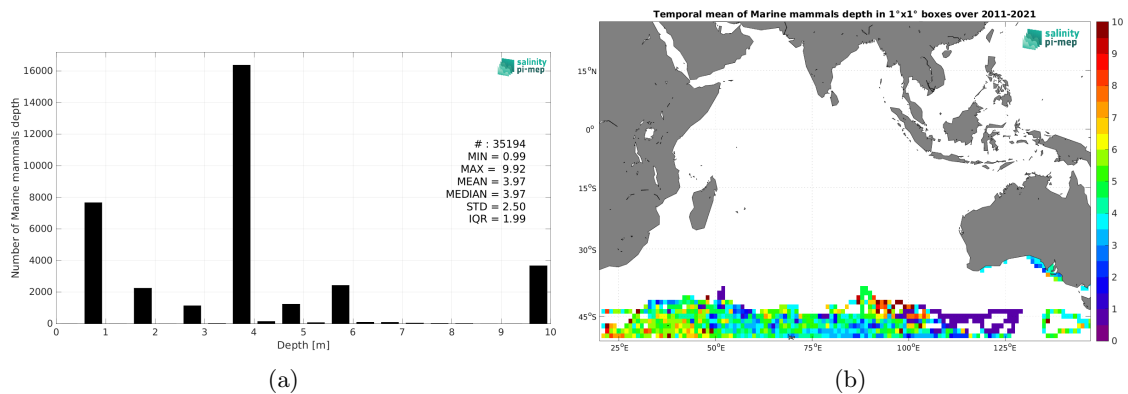 salinity
pi-mep
16000
14000
12000
10000
8000
6000
4000
2000
0
Number of Marine mammals depth
# : 35194
MIN = 0.99
MAX = 9.92
MEAN = 3.97
MEDIAN = 3.97
STD = 2.50
IQR = 1.99
0 1 2 3 4 5 6 7 8 9 10
Depth [m]
(a)
Temporal mean of Marine mammals depth in 1°x1° boxes over 2011-2021
salinity
pi-mep
15°N
0°
15°S
30°S
45°S
25°E 50°E 75°E 100°E 125°E
10
9
8
7
6
5
4
3
2
1
0
(b)